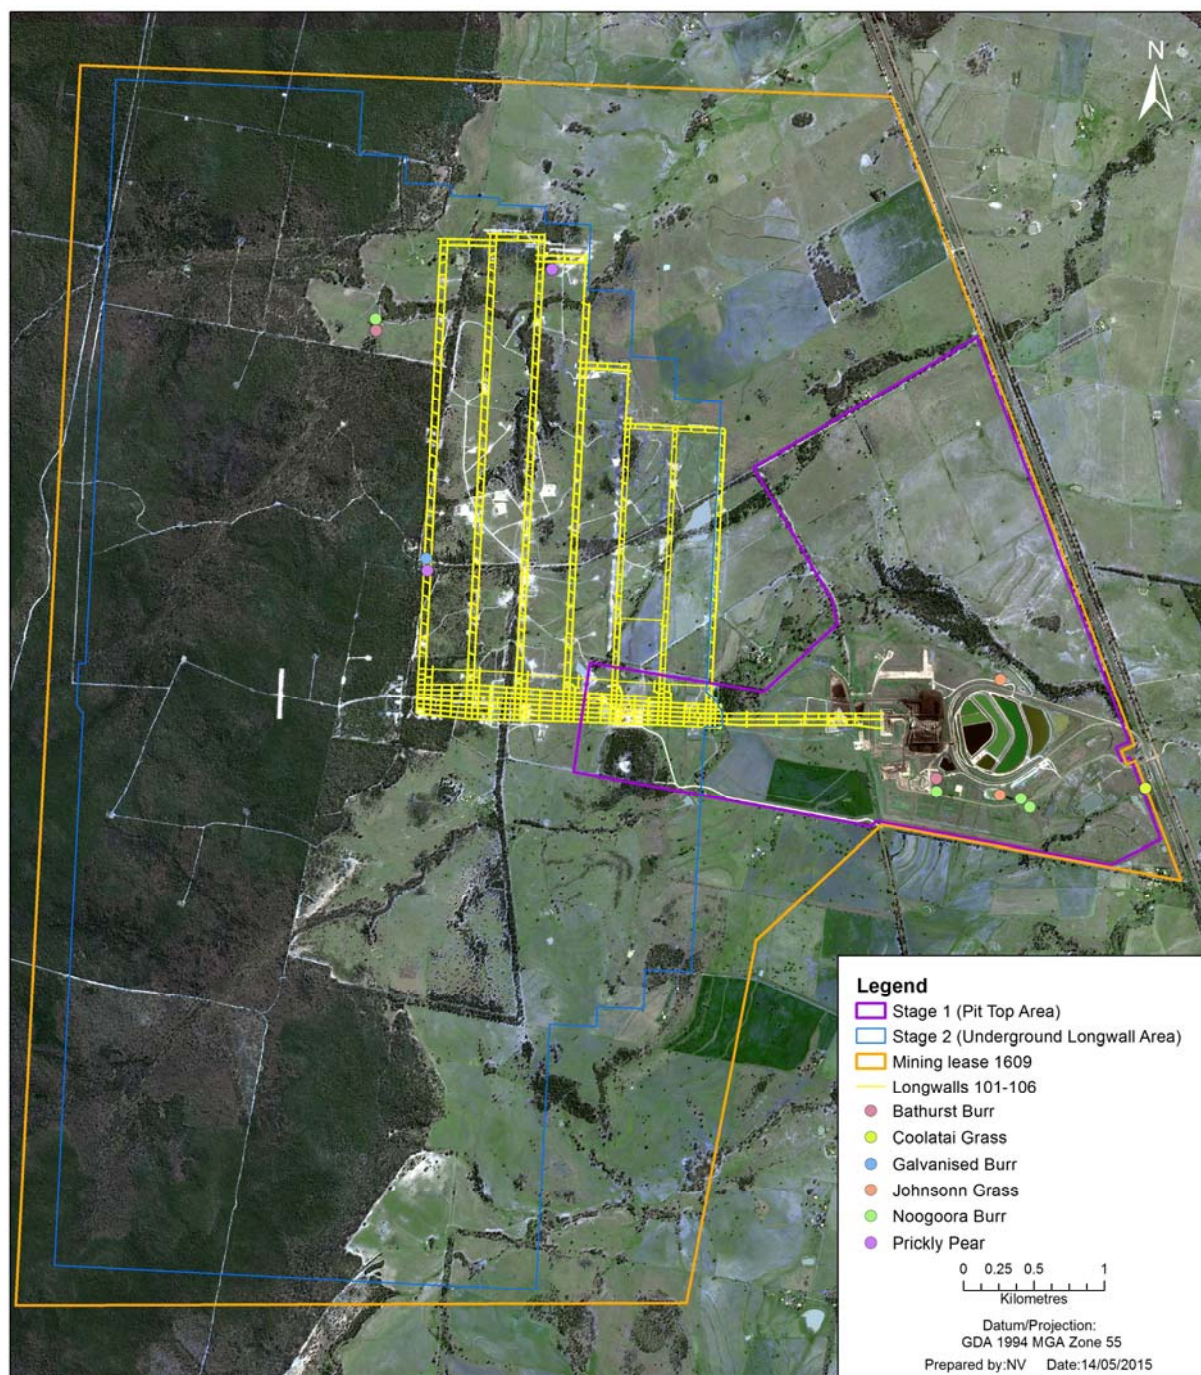 N
Legend
Stage 1 (Pit Top Area)
Stage 2 (Underground Longwall Area)
Mining lease 1609
Longwalls 101-106
Bathurst Burr
Coolatai Grass
Galvanised Burr
Johnsonn Grass
Noogoora Burr
Prickly Pear
0 0.25 0.5 1
Kilometres
Datum/Projection:
GDA 1994 MGA Zone 55
Prepared by:NV Date:14/05/2015